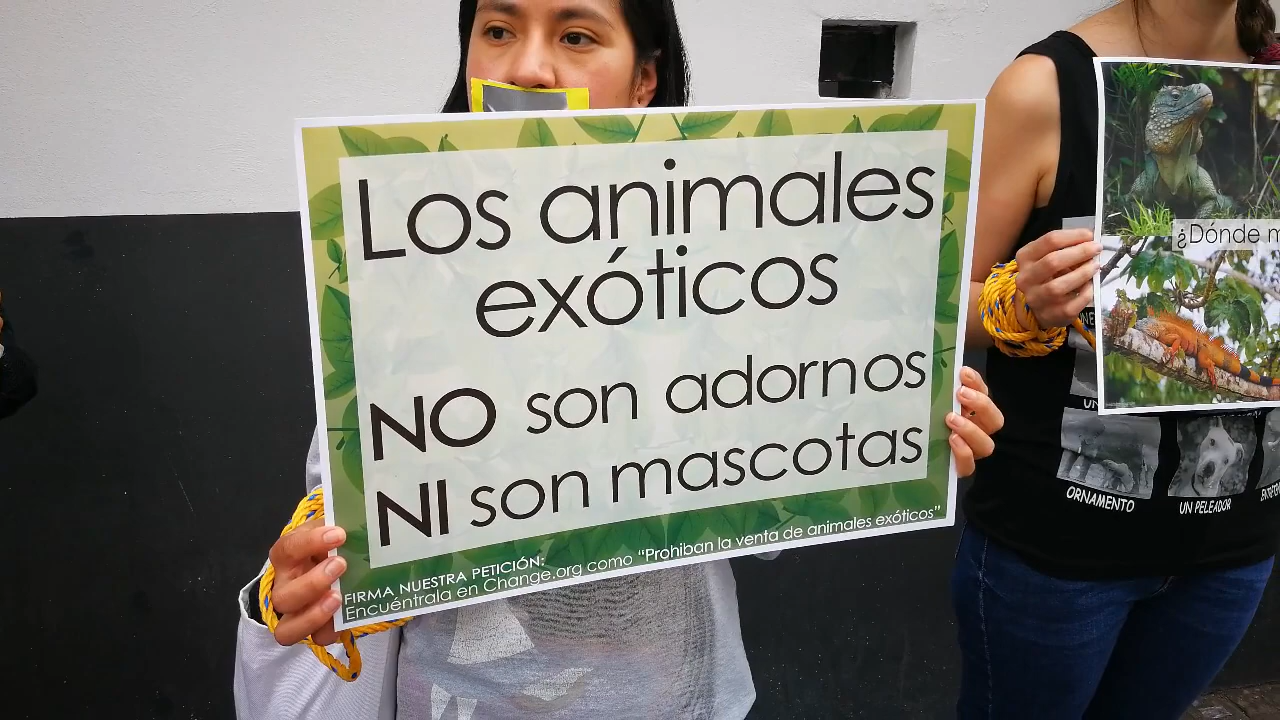 Los animales
exóticos
NO son adornos
NI son mascotas
FIRMA NUESTRA PETICIÓN:
Encuéntrala en Change.org como “Prohiban la venta de animales exóticos”
¿Dónde
ORNAMENTO
UN PELEADOR